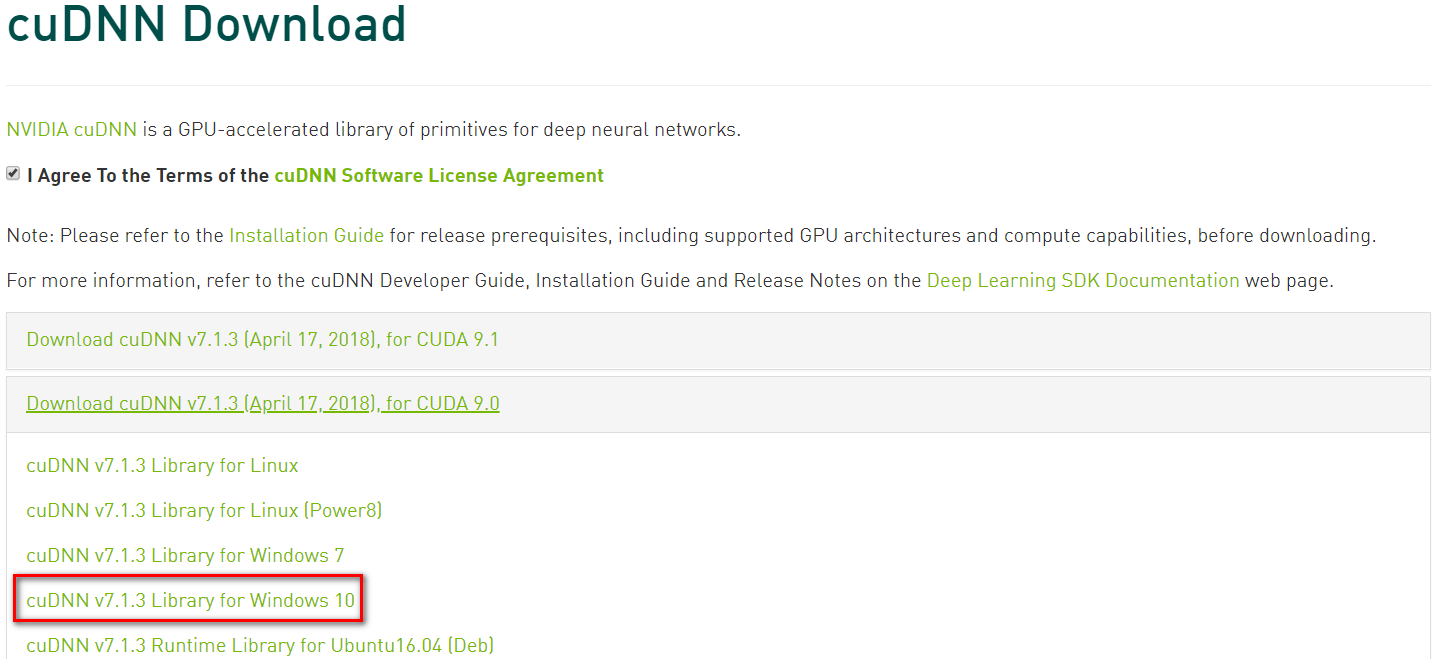 cuDNN Download
NVIDIA cuDNN is a GPU-accelerated library of primitives for deep neural networks.
I Agree To the Terms of the cuDNN Software License Agreement
Note: Please refer to the Installation Guide for release prerequisites, including supported GPU architectures and compute capabilities, before downloading.
For more information, refer to the cuDNN Developer Guide, Installation Guide and Release Notes on the Deep Learning SDK Documentation web page.
Download cuDNN v7.1.3 (April 17, 2018), for CUDA 9.1
Download cuDNN v7.1.3 (April 17, 2018), for CUDA 9.0
cuDNN v7.1.3 Library for Linux
cuDNN v7.1.3 Library for Linux (Power8)
cuDNN v7.1.3 Library for Windows 7
cuDNN v7.1.3 Library for Windows 10
cuDNN v7.1.3 Runtime Library for Ubuntu16.04 (Deb)